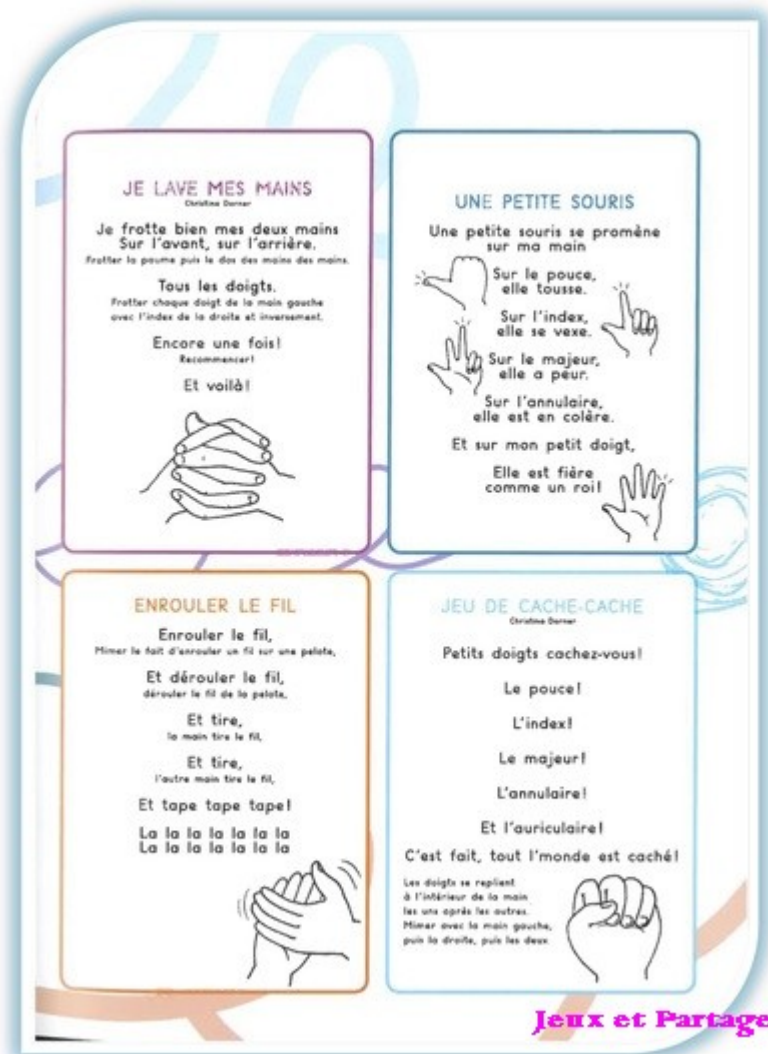 JE LAVE MES MAINS
Christina Dorner
Je frotte bien mes deux mains
Sur l'avant, sur l'arrière.
Frotter la paume puis le dos des mains des mains.
Tous les doigts.
Frotter chaque doigt de la main gauche
avec l'index de la droite et inversement.
Encore une fois!
Recommencer!
Et voilà!
UNE PETITE SOURIS
Une petite souris se promène
sur ma main
Sur le pouce,
elle tousse.
Sur l'index,
elle se vexe.
Sur le majeur,
elle a peur.
Sur l'annulaire,
elle est en colère.
Et sur mon petit doigt,
Elle est fière
comme un roi!
ENROULER LE FIL
Enrouler le fil,
Mimer le fait d'enrouler un fil sur une pelote,
Et dérouler le fil,
dérouler le fil de la pelote,
Et tire,
la main tire le fil,
Et tire,
l'autre main tire le fil,
Et tape tape tape!
La la la la la la la
La la la la la la la
JEU DE CACHE-CACHE
Christina Dorner
Petits doigts cachez-vous!
Le pouce!
L'index!
Le majeur!
L'annulaire!
Et l'auriculaire!
C'est fait, tout l'monde est caché!
Les doigts se replient
à l'intérieur de la main
les uns après les autres.
Mimer avec la main gauche,
puis la droite, puis les deux.
Jeux et Partage